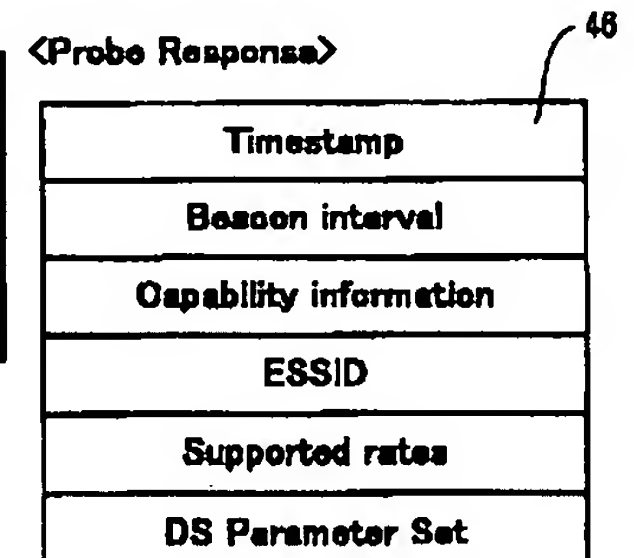 <Probe Response>
46
Timestamp
Beacon interval
Capability information
ESSID
Supported rates
DS Parameter Set